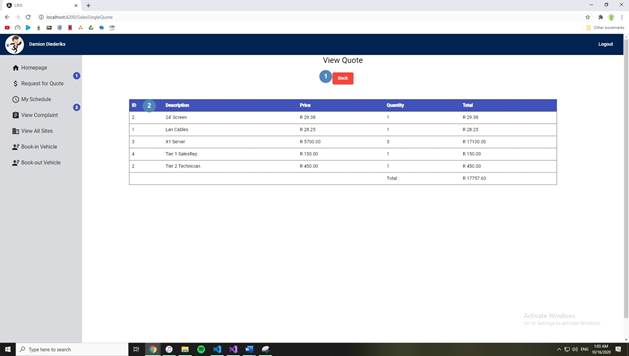 localhost:4200/SalesSingleQuote
Other bookmarks
Damion Diederiks
Logout
Homepage
Request for Quote
1
My Schedule
View Complaint
View All Sites
Book-in Vehicle
Book-out Vehicle
View Quote
1 Back
ID 2 Description Price Quantity Total
2 24' Screen R 29.38 1 R 29.38
1 Lan Cables R 28.25 1 R 28.25
3 X1 Server R 5700.00 3 R 17100.00
4 Tier 1 SalesRep R 150.00 1 R 150.00
2 Tier 2 Technician R 450.00 1 R 450.00
Total R 17757.63
Activate Windows
Go to Settings to activate Windows.
Type here to search
ENG
1:03 AM
10/16/2020